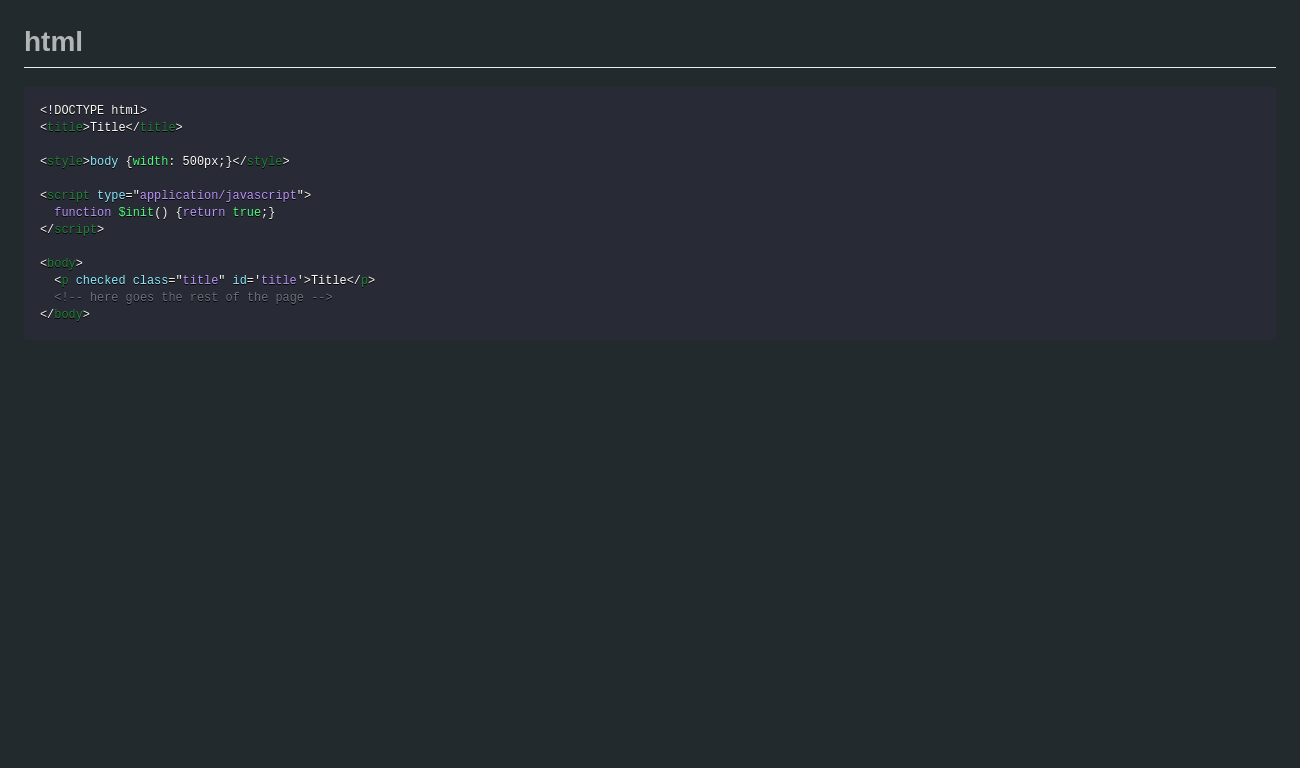 html
<!DOCTYPE html>
<title>Title</title>
<style>body {width: 500px;}</style>
<script type="application/javascript">
  function $init() {return true;}
</script>
<body>
  <p checked class="title" id='title'>Title</p>
  <!-- here goes the rest of the page -->
</body>